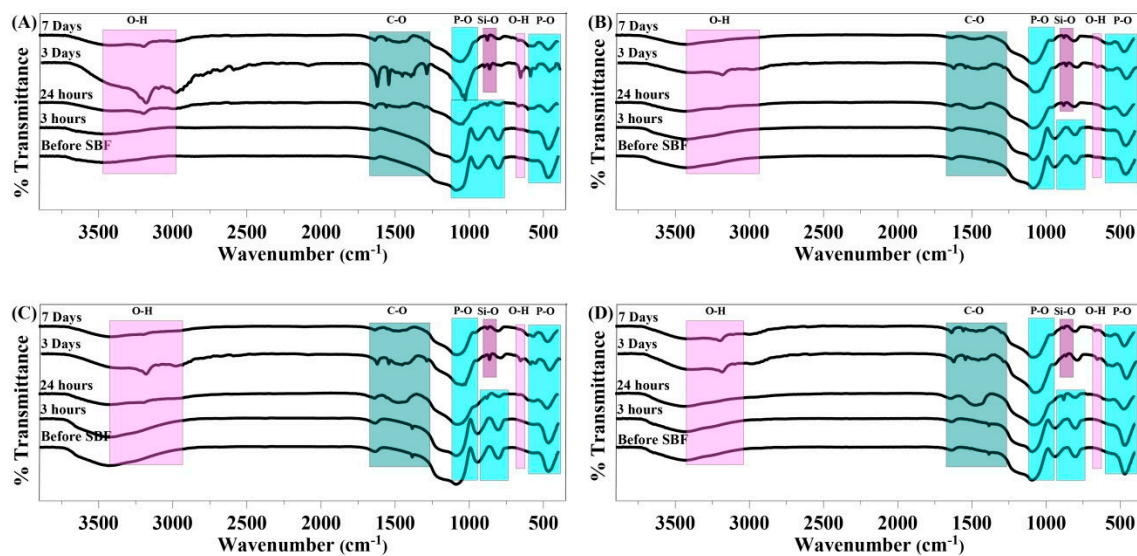 (A) O-H C-O P-O Si-O O-H P-O
7 Days
3 Days
24 hours
3 hours
Before SBF
% Transmittance
3500 3000 2500 2000 1500 1000 500
Wavenumber (cm-1)
(B) O-H C-O P-O Si-O O-H P-O
7 Days
3 Days
24 hours
3 hours
Before SBF
% Transmittance
3500 3000 2500 2000 1500 1000 500
Wavenumber (cm-1)
(C) O-H C-O P-O Si-O O-H P-O
7 Days
3 Days
24 hours
3 hours
Before SBF
% Transmittance
3500 3000 2500 2000 1500 1000 500
Wavenumber (cm-1)
(D) O-H C-O P-O Si-O O-H P-O
7 Days
3 Days
24 hours
3 hours
Before SBF
% Transmittance
3500 3000 2500 2000 1500 1000 500
Wavenumber (cm-1)